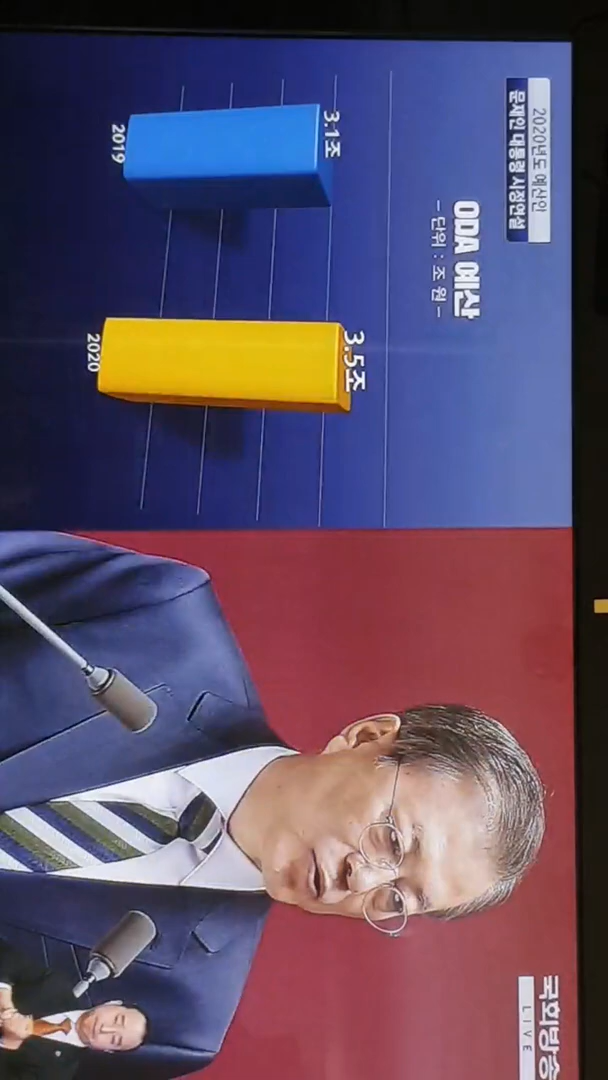 2020년도 예산안
문재인 대통령 시정연설
ODA 예산
- 단위 : 조 원 -
3.1조
3.5조
2019
2020
국회방송
LIVE